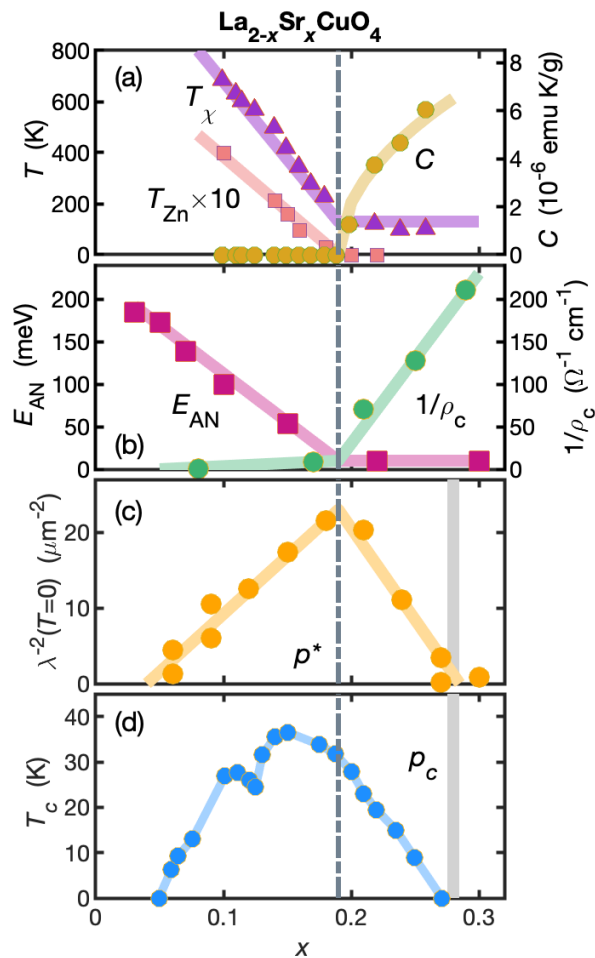 La2-xSrxCuO4
(a)
800
600
400
200
0
T (K)
Tχ
TZn×10
C
8
6
4
2
0
C (10-6 emu K/g)
(b)
200
150
100
50
0
EAN (meV)
EAN
1/ρc
200
150
100
50
0
1/ρc (Ω-1 cm-1)
(c)
20
10
0
λ-2(T=0) (μm-2)
p*
(d)
40
30
20
10
0
Tc (K)
pc
0 0.1 0.2 0.3
x